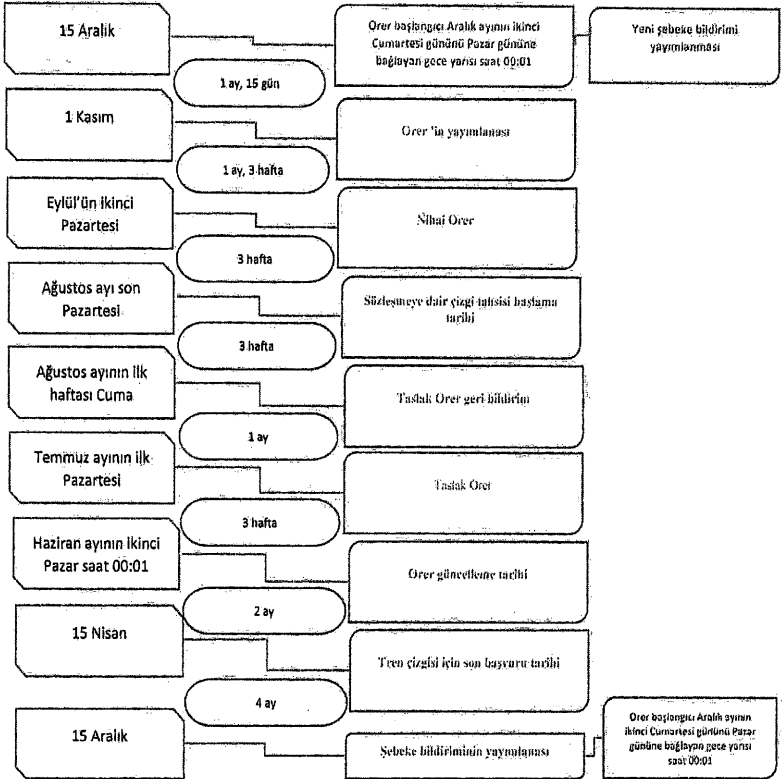 15 Aralık
Orer başlangıcı Aralık ayının ikinci
Cumartesi gününü Pazar gününe
bağlayan gece yarısı saat 00:01
Yeni şebeke bildirimi
yayımlanması
1 ay, 15 gün
1 Kasım
Orer 'in yayımlanası
1 ay, 3 hafta
Eylül'ün ikinci
Pazartesi
Nihai Orer
3 hafta
Ağustos ayı son
Pazartesi
Sözleşmeye dair çizgi tahsisi başlama
tarihi
3 hafta
Ağustos ayının ilk
haftası Cuma
Taslak Orer geri bildirim
1 ay
Temmuz ayının ilk
Pazartesi
Taslak Orer
3 hafta
Haziran ayının ikinci
Pazar saat 00:01
Orer güncelleme tarihi
2 ay
15 Nisan
Tren çizgisi için son başvuru tarihi
4 ay
15 Aralık
Şebeke bildiriminin yayınlanası
Orer başlangıcı Aralık ayının
ikinci Cumartesi gününü Pazar
gününe bağlayan gece yarısı
saat 00:01